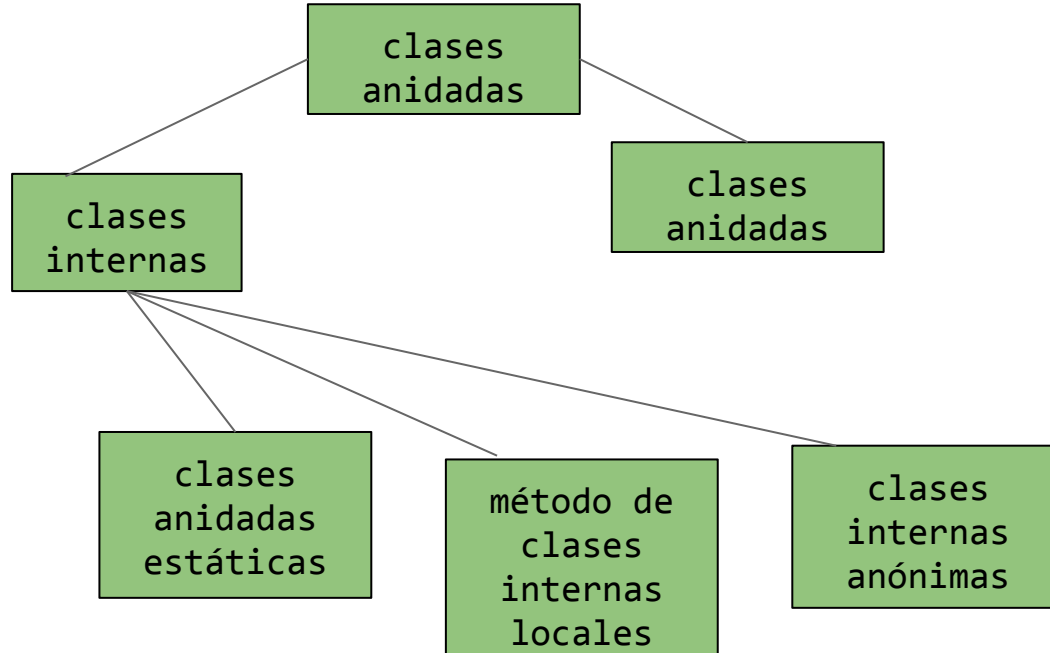 clases
anidadas
clases
anidadas
clases
internas
clases
anidadas
estáticas
método de
clases
internas
locales
clases
internas
anónimas